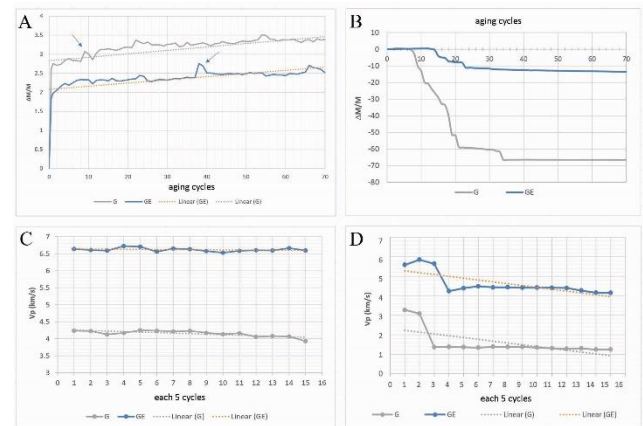 A
4
3.5
3
2.5
2
1.5
1
0.5
0
ΔM/M
0 10 20 30 40 50 60 70
aging cycles
G GE Linear (GE) Linear (G)
B
aging cycles
0 10 20 30 40 50 60 70
10
0
-10
-20
-30
-40
-50
-60
-70
-80
ΔM/M
G GE
C
7
6.5
6
5.5
5
4.5
4
3.5
3
Vp (km/s)
0 1 2 3 4 5 6 7 8 9 10 11 12 13 14 15 16
each 5 cycles
G GE Linear (G) Linear (GE)
D
7
6
5
4
3
2
1
0
Vp (km/s)
0 1 2 3 4 5 6 7 8 9 10 11 12 13 14 15 16
each 5 cycles
G GE Linear (G) Linear (GE)